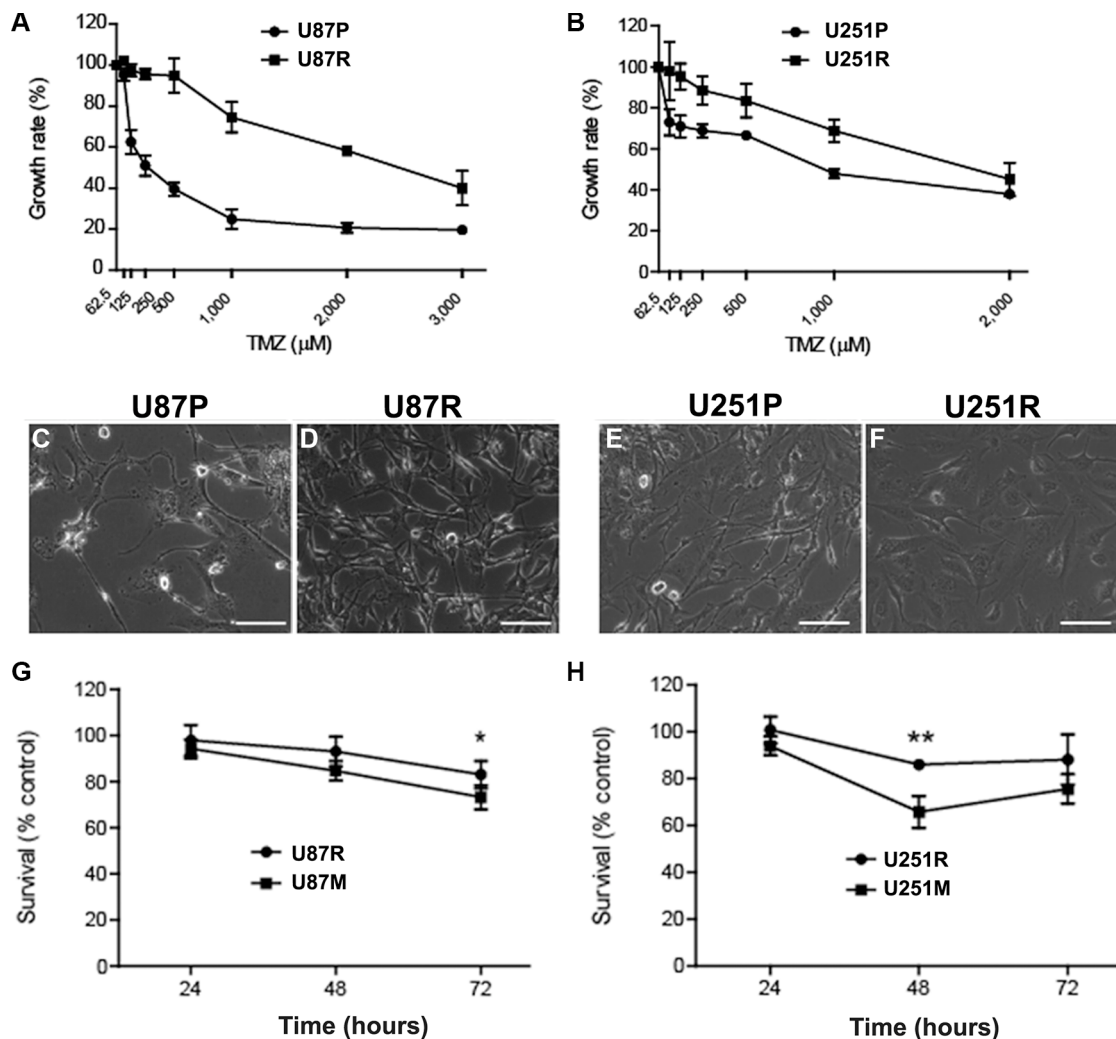 A
120
100
80
60
40
20
0
Growth rate (%)
U87P
U87R
62.5
125
250
500
1,000
2,000
3,000
TMZ (μM)
B
120
100
80
60
40
20
0
Growth rate (%)
U251P
U251R
62.5
125
250
500
1,000
2,000
TMZ (μM)
U87P
U87R
U251P
U251R
C
D
E
F
G
120
100
80
60
40
20
0
Survival (% control)
*
U87R
U87M
24
48
72
Time (hours)
H
120
100
80
60
40
20
0
Survival (% control)
**
U251R
U251M
24
48
72
Time (hours)